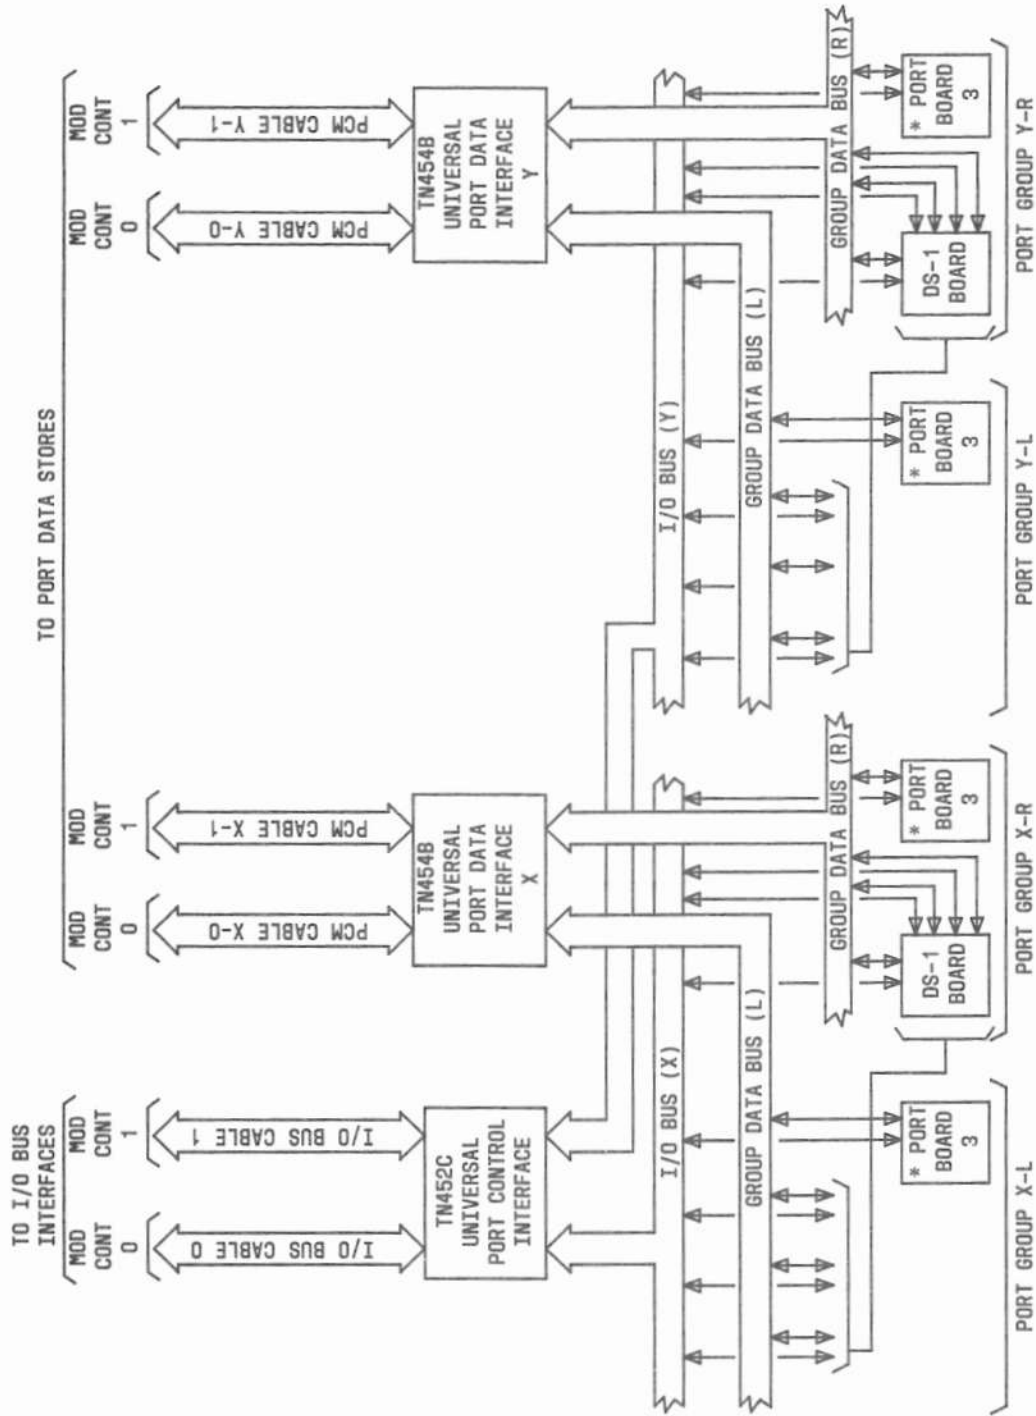 TO I/O BUS
INTERFACES
TO PORT DATA STORES
MOD
CONT
0
MOD
CONT
1
MOD
CONT
0
MOD
CONT
1
MOD
CONT
0
MOD
CONT
1
I/O BUS CABLE 0
I/O BUS CABLE 1
PCM CABLE X-0
PCM CABLE X-1
PCM CABLE Y-0
PCM CABLE Y-1
TN452C
UNIVERSAL
PORT CONTROL
INTERFACE
TN454B
UNIVERSAL
PORT DATA
INTERFACE
X
TN454B
UNIVERSAL
PORT DATA
INTERFACE
Y
I/O BUS (X)
I/O BUS (Y)
GROUP DATA BUS (L)
GROUP DATA BUS (R)
GROUP DATA BUS (L)
GROUP DATA BUS (R)
* PORT
BOARD
3
DS-1
BOARD
* PORT
BOARD
3
* PORT
BOARD
3
DS-1
BOARD
* PORT
BOARD
3
PORT GROUP X-L
PORT GROUP X-R
PORT GROUP Y-L
PORT GROUP Y-R